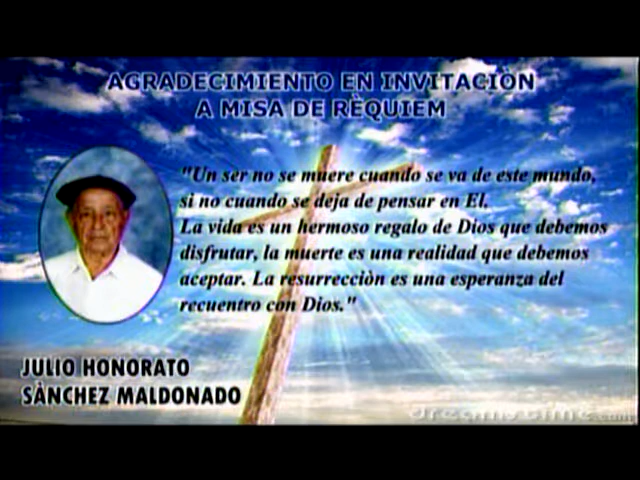 AGRADECIMIENTO EN INVITACIÒN
A MISA DE RÈQUIEM
"Un ser no se muere cuando se va de este mundo,
si no cuando se deja de pensar en El.
La vida es un hermoso regalo de Dios que debemos
disfrutar, la muerte es una realidad que debemos
aceptar. La resurrecciòn es una esperanza del
recuentro con Dios."
JULIO HONORATO
SÀNCHEZ MALDONADO
dreamstime.com